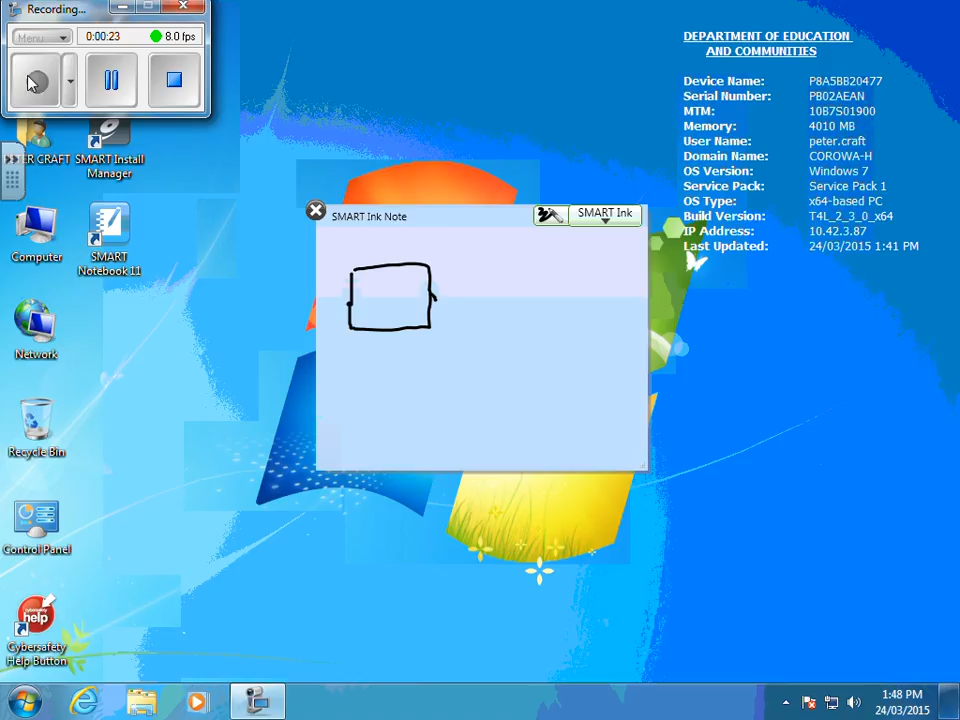 Recording...
Menu
0:00:23
8.0 fps
DEPARTMENT OF EDUCATION
AND COMMUNITIES
Device Name: P8A5BB20477
Serial Number: PB02AEAN
MTM: 10B7S01900
Memory: 4010 MB
User Name: peter.craft
Domain Name: COROWA-H
OS Version: Windows 7
Service Pack: Service Pack 1
OS Type: x64-based PC
Build Version: T4L_2_3_0_x64
IP Address: 10.42.3.87
Last Updated: 24/03/2015 1:41 PM
ER CRAFT
SMART Install
Manager
SMART Ink Note
SMART Ink
Computer
SMART
Notebook 11
Network
Recycle Bin
Control Panel
help
Cybersafety
Help Button
1:48 PM
24/03/2015